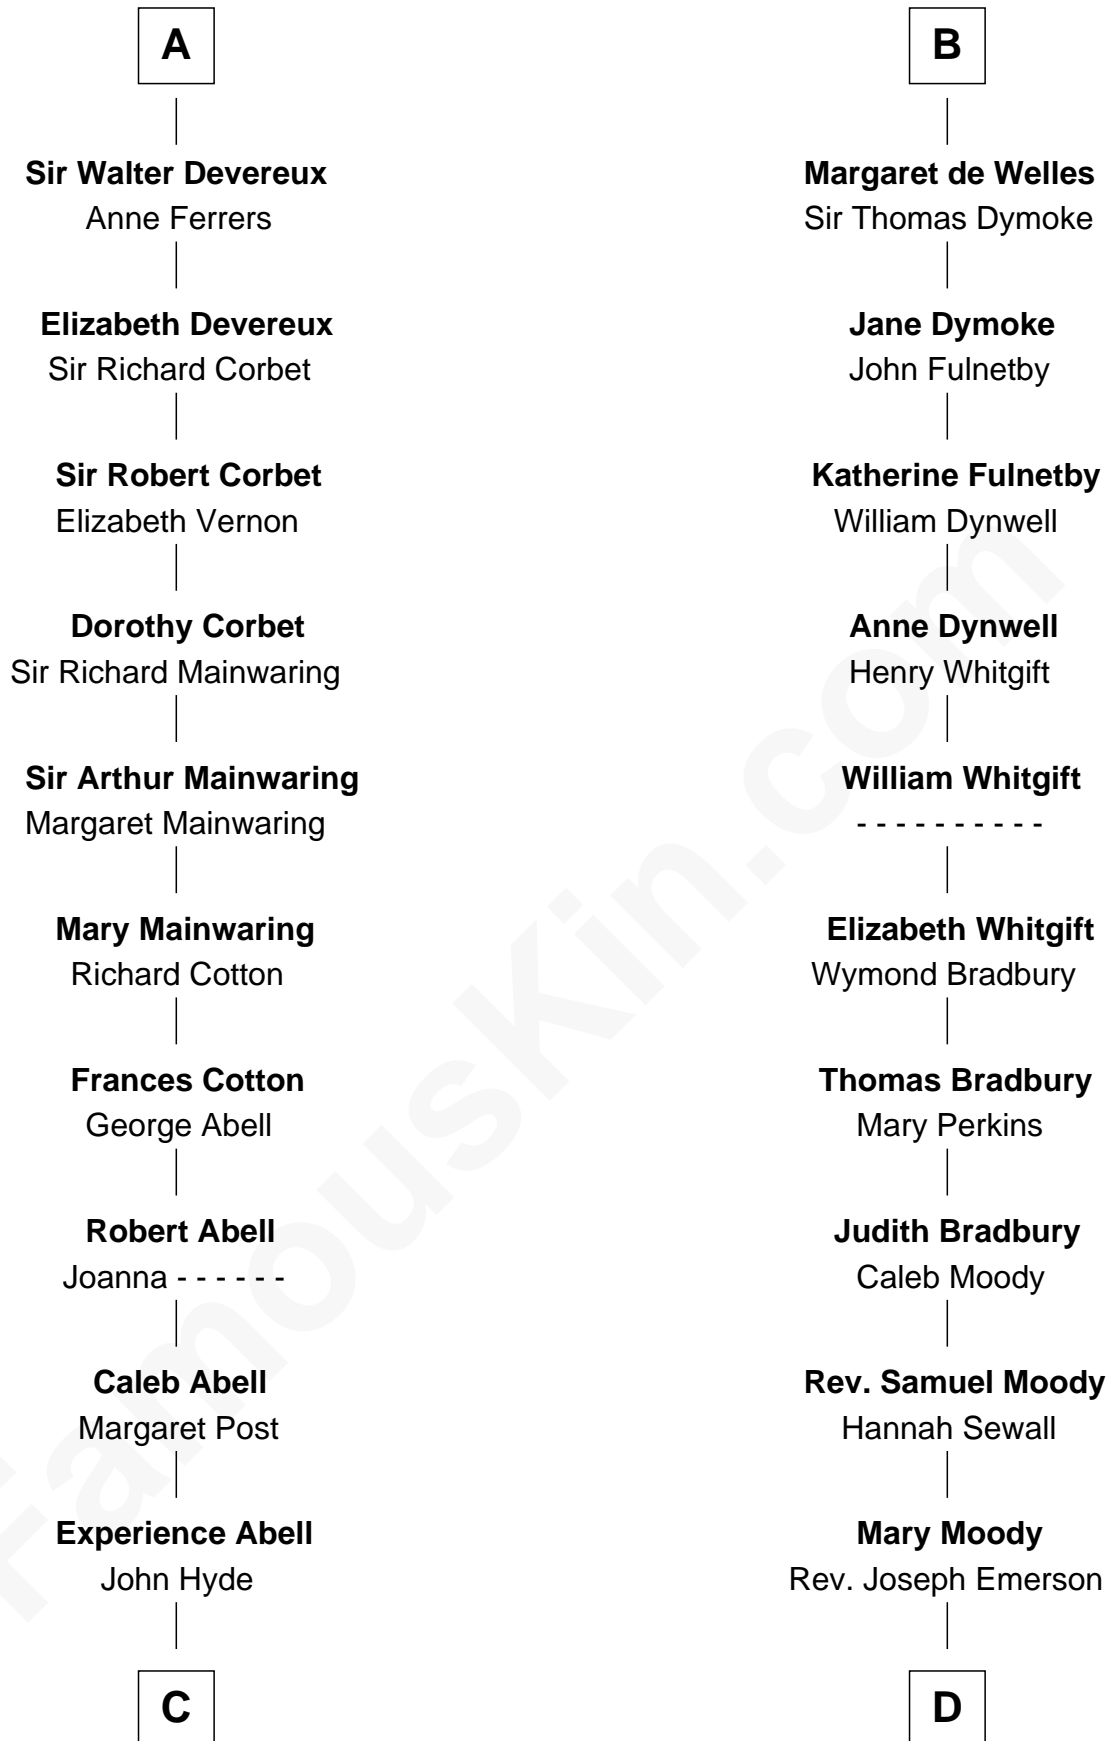 A
Sir Walter Devereux
Anne Ferrers
Elizabeth Devereux
Sir Richard Corbet
Sir Robert Corbet
Elizabeth Vernon
Dorothy Corbet
Sir Richard Mainwaring
Sir Arthur Mainwaring
Margaret Mainwaring
Mary Mainwaring
Richard Cotton
Frances Cotton
George Abell
Robert Abell
Joanna - - - - - -
Caleb Abell
Margaret Post
Experience Abell
John Hyde
C
B
Margaret de Welles
Sir Thomas Dymoke
Jane Dymoke
John Fulnetby
Katherine Fulnetby
William Dynwell
Anne Dynwell
Henry Whitgift
William Whitgift
- - - - - - - - - -
Elizabeth Whitgift
Wymond Bradbury
Thomas Bradbury
Mary Perkins
Judith Bradbury
Caleb Moody
Rev. Samuel Moody
Hannah Sewall
Mary Moody
Rev. Joseph Emerson
D
FamousKin.com